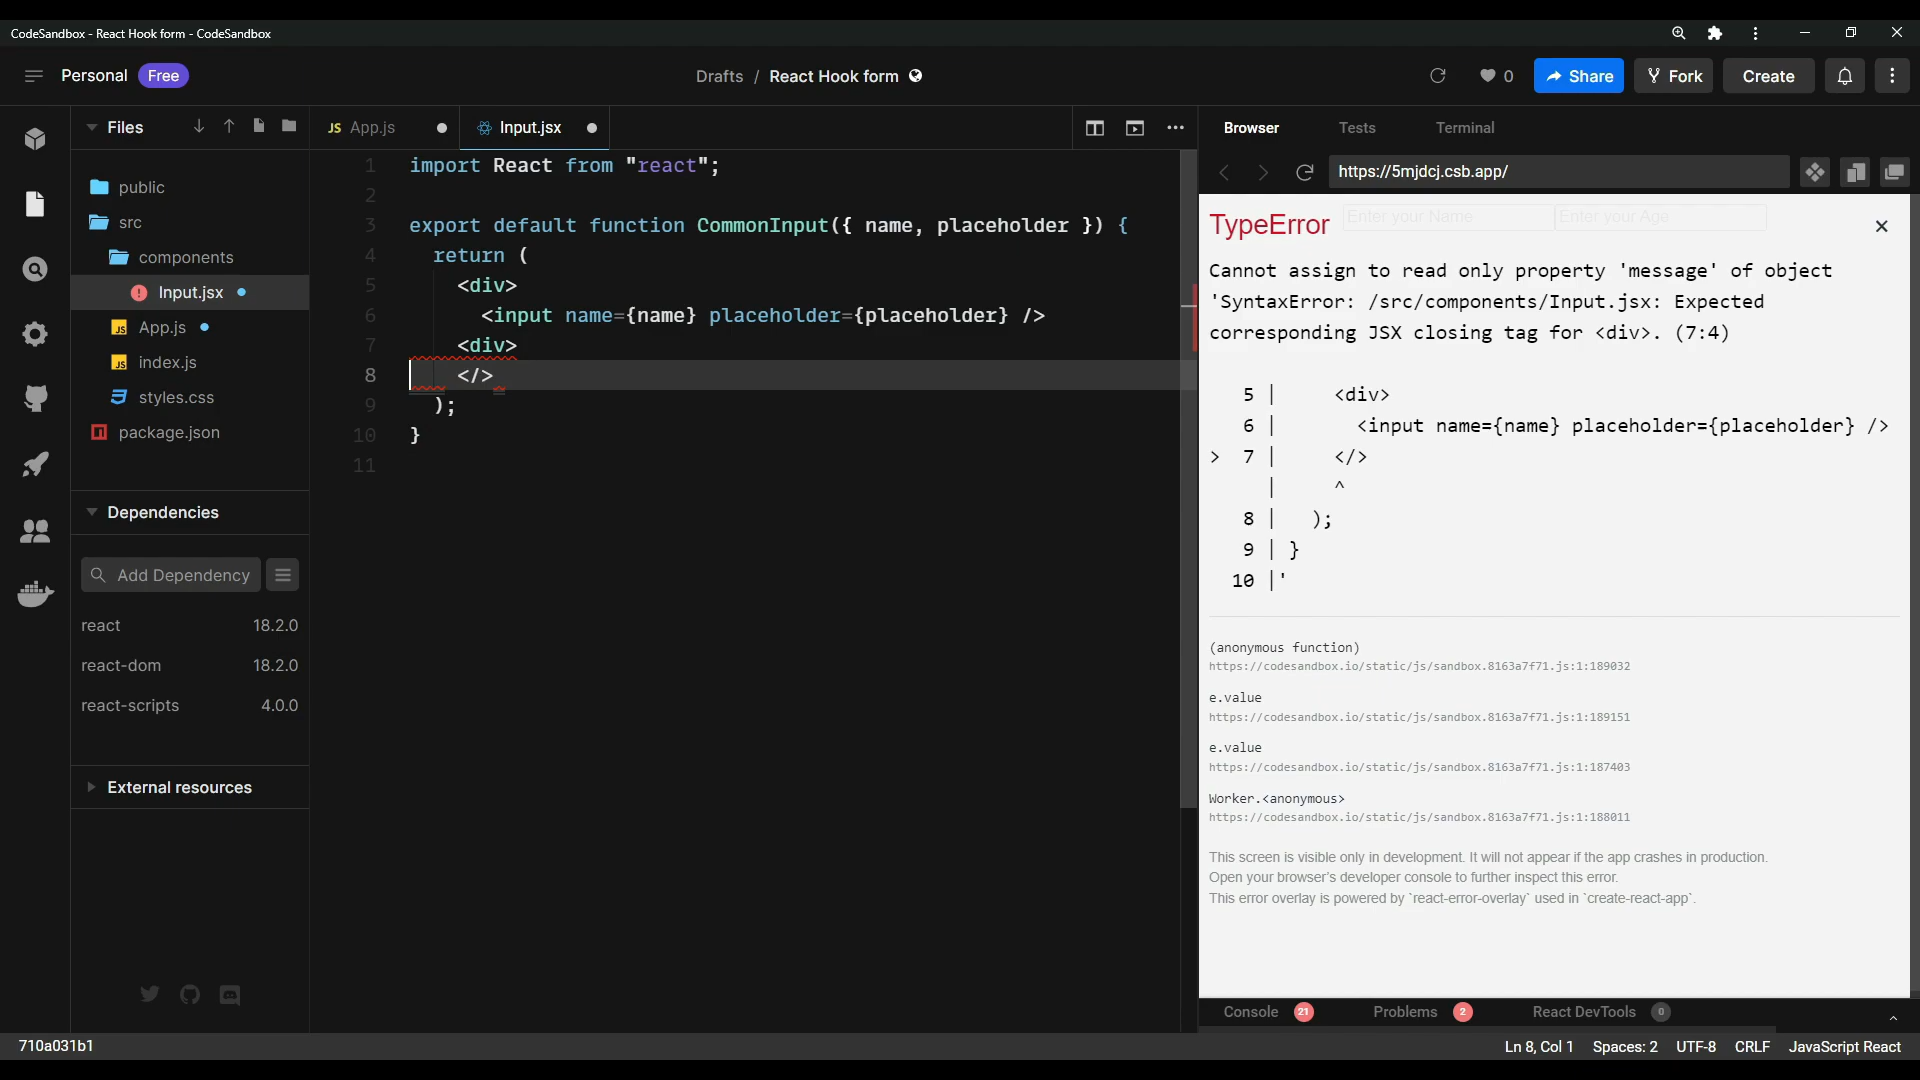 CodeSandbox - React Hook form - CodeSandbox
Personal Free
Drafts / React Hook form
0
Share
Fork
Create
Files
JS App.js
Input.jsx
Browser
Tests
Terminal
https://5mjdcj.csb.app/
public
src
components
Input.jsx
JS App.js
JS index.js
styles.css
package.json
Dependencies
Add Dependency
react 18.2.0
react-dom 18.2.0
react-scripts 4.0.0
External resources
1 import React from "react";
2
3 export default function CommonInput({ name, placeholder }) {
4 return (
5 <div>
6 <input name={name} placeholder={placeholder} />
7 <div>
8 </>
9 );
10 }
11
TypeError
Enter your Name
Enter your Age
Cannot assign to read only property 'message' of object
'SyntaxError: /src/components/Input.jsx: Expected
corresponding JSX closing tag for <div>. (7:4)
5 | <div>
6 | <input name={name} placeholder={placeholder} />
> 7 | </>
| ^
8 | );
9 | }
10 |'
(anonymous function)
https://codesandbox.io/static/js/sandbox.8163a7f71.js:1:189032
e.value
https://codesandbox.io/static/js/sandbox.8163a7f71.js:1:189151
e.value
https://codesandbox.io/static/js/sandbox.8163a7f71.js:1:187403
Worker.<anonymous>
https://codesandbox.io/static/js/sandbox.8163a7f71.js:1:188011
This screen is visible only in development. It will not appear if the app crashes in production.
Open your browser's developer console to further inspect this error.
This error overlay is powered by `react-error-overlay` used in `create-react-app`.
Console 21
Problems 2
React DevTools 0
710a031b1
Ln 8, Col 1 Spaces: 2 UTF-8 CRLF JavaScript React